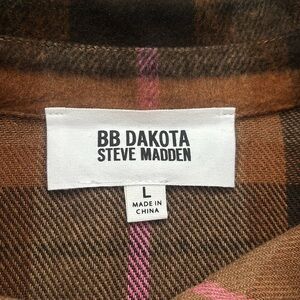 BB DAKOTA
STEVE MADDEN
L
MADE IN
CHINA